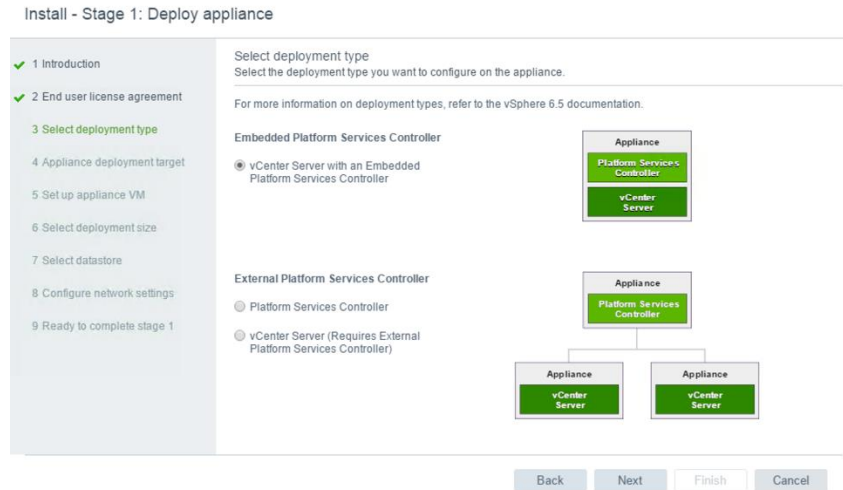 Install - Stage 1: Deploy appliance
1 Introduction
2 End user license agreement
3 Select deployment type
4 Appliance deployment target
5 Set up appliance VM
6 Select deployment size
7 Select datastore
8 Configure network settings
9 Ready to complete stage 1
Select deployment type
Select the deployment type you want to configure on the appliance.
For more information on deployment types, refer to the vSphere 6.5 documentation.
Embedded Platform Services Controller
vCenter Server with an Embedded
Platform Services Controller
Appliance
Platform Services
Controller
vCenter
Server
External Platform Services Controller
Platform Services Controller
vCenter Server (Requires External
Platform Services Controller)
Appliance
Platform Services
Controller
Appliance
vCenter
Server
Appliance
vCenter
Server
Back
Next
Finish
Cancel